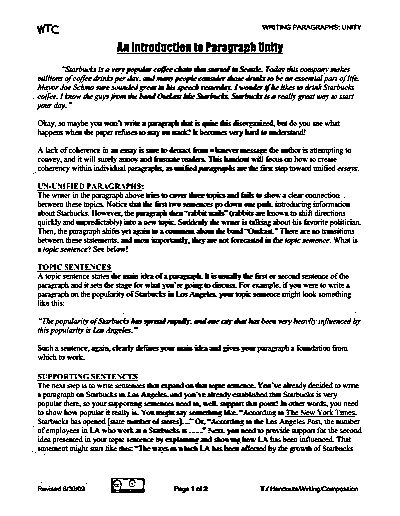 WTC
WRITING PARAGRAPHS: UNITY
An Introduction to Paragraph Unity
"Starbucks is a very popular coffee chain that started in Seattle. Today this company makes
millions of coffee drinks per day, and many people consider those drinks to be an essential part of life.
Mayor Joe Schmo sure sounded great in his speech yesterday. I wonder if he likes to drink Starbucks
coffee. I know the guys from the band Outkast like Starbucks. Starbucks is a really great way to start
your day."
Okay, so maybe you won't write a paragraph that is quite this disorganized, but do you see what
happens when the paper refuses to stay on track? It becomes very hard to understand!
A lack of coherence in an essay is sure to detract from whatever message the author is attempting to
convey, and it will surely annoy and frustrate readers. This handout will focus on how to create
coherency within individual paragraphs, as unified paragraphs are the first step toward unified essays.
UN-UNIFIED PARAGRAPHS:
The writer in the paragraph above tries to cover three topics and fails to show a clear connection
between these topics. Notice that the first two sentences go down one path, introducing information
about Starbucks. However, the paragraph then "rabbit trails" (rabbits are known to shift directions
quickly and unpredictably) into a new topic. Suddenly the writer is talking about his favorite politician.
Then, the paragraph shifts yet again to a comment about the band "Outkast." There are no transitions
between these statements, and most importantly, they are not forecasted in the topic sentence. What is
a topic sentence? See below!
TOPIC SENTENCES
A topic sentence states the main idea of a paragraph. It is usually the first or second sentence of the
paragraph and it sets the stage for what you're going to discuss. For example, if you were to write a
paragraph on the popularity of Starbucks in Los Angeles, your topic sentence might look something
like this:
"The popularity of Starbucks has spread rapidly, and one city that has been very heavily influenced by
this popularity is Los Angeles."
Such a sentence, again, clearly defines your main idea and gives your paragraph a foundation from
which to work.
SUPPORTING SENTENCES
The next step is to write sentences that expand on that topic sentence. You've already decided to write
a paragraph on Starbucks in Los Angeles, and you've already established that Starbucks is very
popular there, so your supporting sentences need to, well, support that point! In other words, you need
to show how popular it really is. You might say something like, "According to The New York Times,
Starbucks has opened [state number of stores]…" Or, "According to the Los Angeles Post, the number
of employees in LA who work at a Starbucks is ……" Next, you need to provide support for the second
idea presented in your topic sentence by explaining and showing how LA has been influenced. That
statement might start like this: "The ways in which LA has been affected by the growth of Starbucks
Revised 6/30/09
Page 1 of 2
T:/ Handouts/Writing/Composition